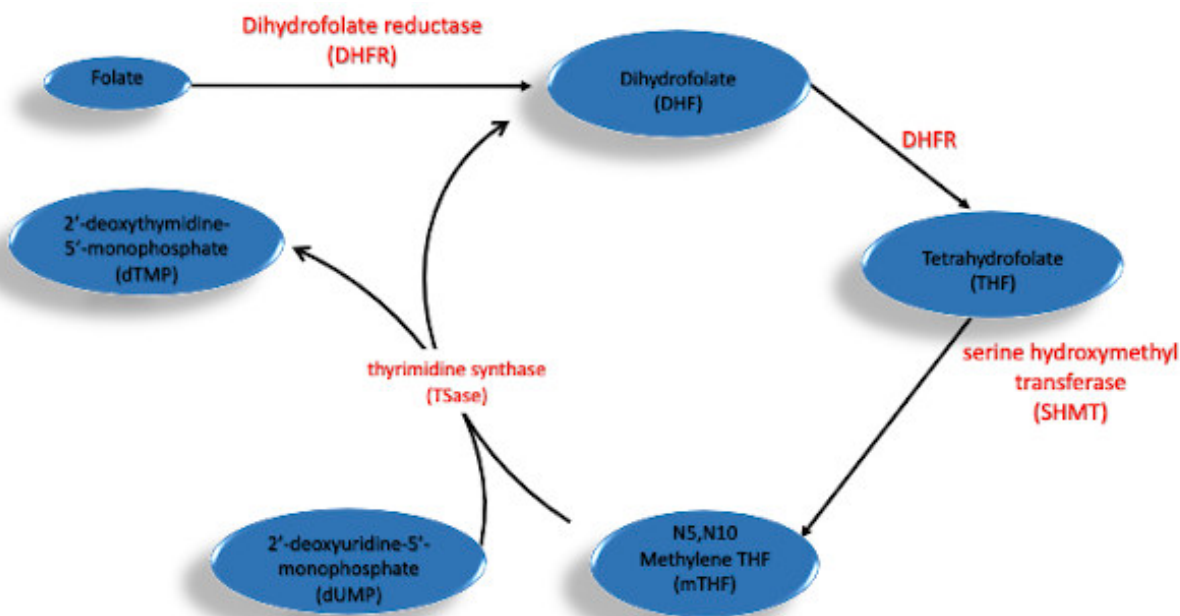 Dihydrofolate reductase
(DHFR)
Folate
Dihydrofolate
(DHF)
DHFR
2'-deoxythymidine-
5'-monophosphate
(dTMP)
Tetrahydrofolate
(THF)
thyrimidine synthase
(TSase)
serine hydroxymethyl
transferase
(SHMT)
2'-deoxyuridine-5'-
monophosphate
(dUMP)
N5,N10
Methylene THF
(mTHF)